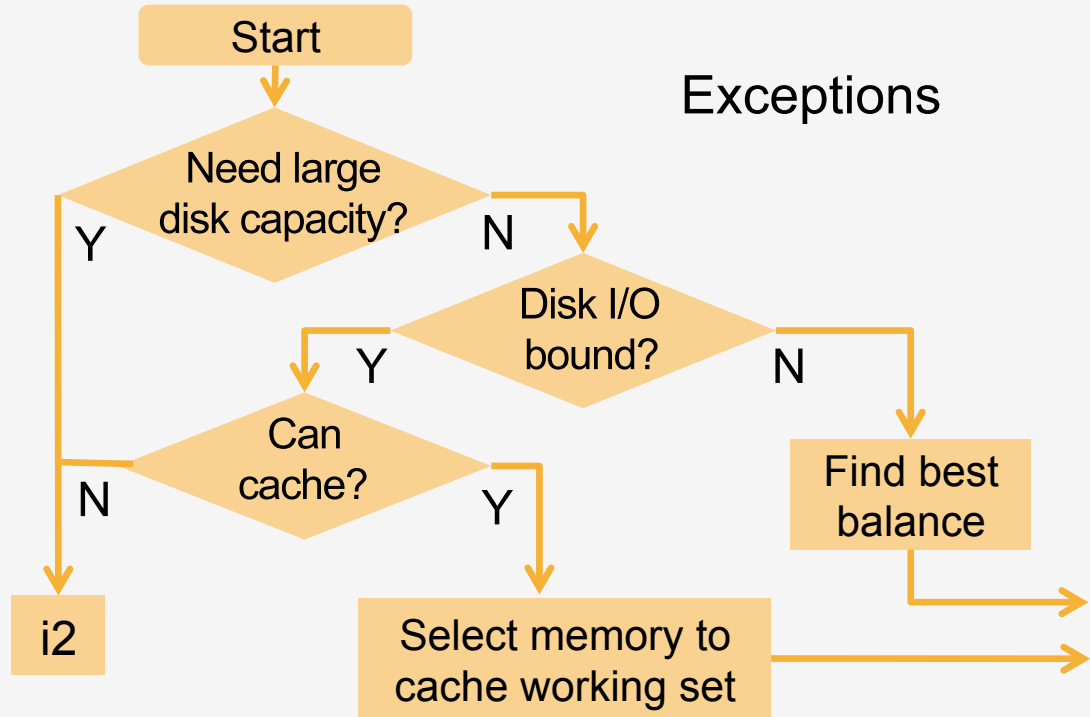 Start
Exceptions
Need large
disk capacity?
Y
N
Disk I/O
bound?
Y
N
Can
cache?
N
Y
Find best
balance
i2
Select memory to
cache working set